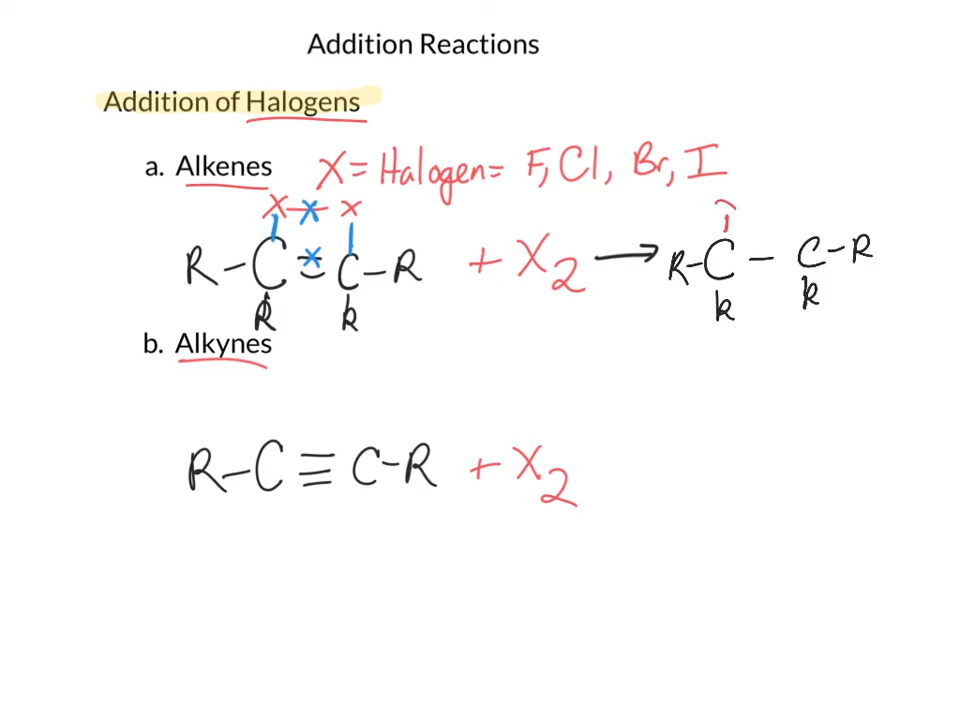 Addition Reactions
Addition of Halogens
a. Alkenes X = Halogen = F, Cl, Br, I
X — X
R - C = C - R + X2 → R - C - C - R
R R R R
b. Alkynes
R - C ≡ C - R + X2